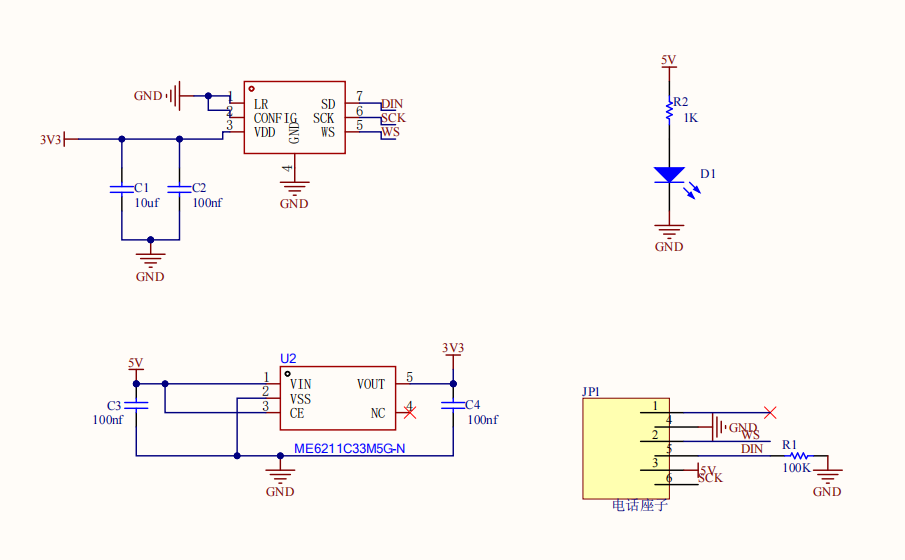 GND
1
LR
SD
7
DIN
2
CONFIG
SCK
6
SCK
3
VDD
WS
5
WS
GND
4
GND
3V3
C1
10uf
C2
100nf
GND
5V
R2
1K
D1
GND
5V
U2
3V3
1
VIN
VOUT
5
2
VSS
3
CE
NC
4
C3
100nf
C4
100nf
ME6211C33M5G-N
GND
JP1
1
4
GND
2
WS
5
DIN
R1
100K
3
5V
6
SCK
GND
电话座子